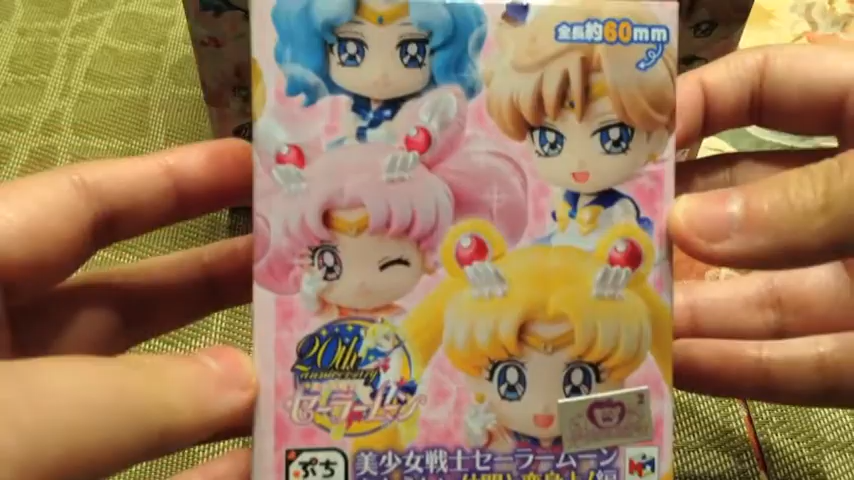 全長約60mm
20th
anniversary
セーラームーン
ぷち
美少女戦士セーラームーン